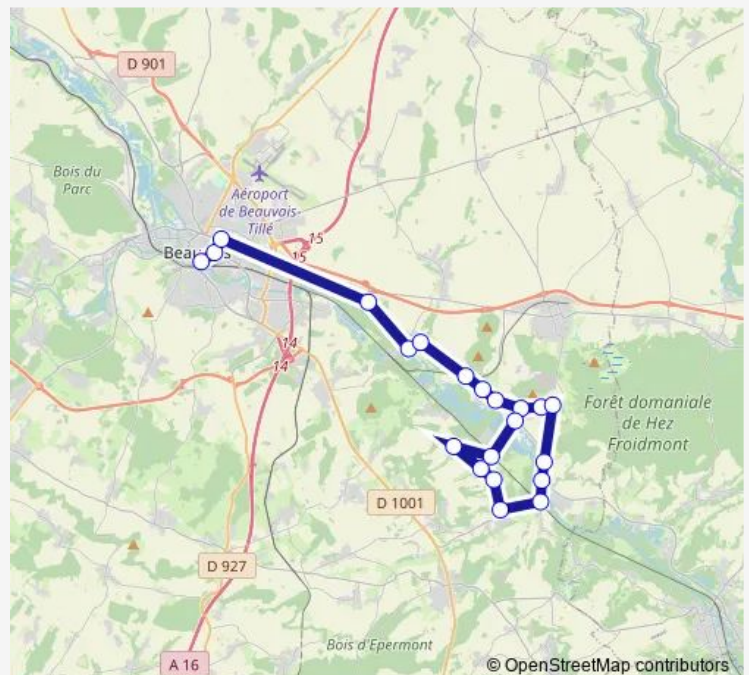 D 901
Bois du
Parc
Aéroport
de Beauvais-
Tillé
15
15
14
14
Forêt domaniale
de Hez
Froidmont
D 1001
D 927
Bois d'Epermont
A 16
© OpenStreetMap contributors